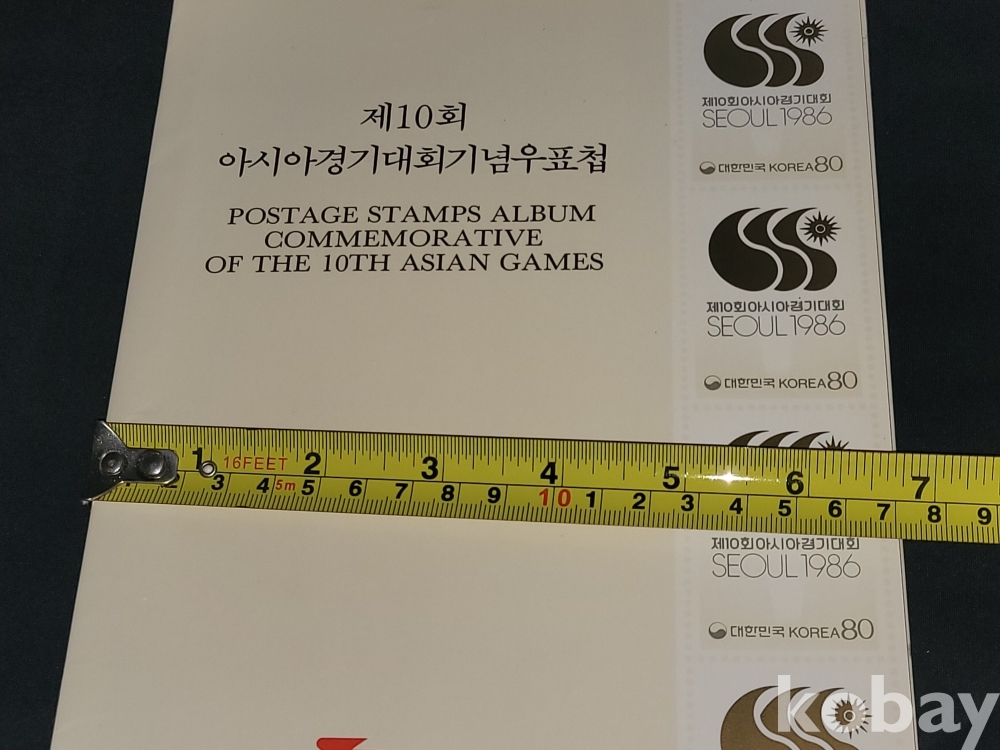 제10회
아시아경기대회기념우표첩
POSTAGE STAMPS ALBUM
COMMEMORATIVE
OF THE 10TH ASIAN GAMES
제10회아시아경기대회
SEOUL 1986
대한민국 KOREA 80
제10회아시아경기대회
SEOUL 1986
대한민국 KOREA 80
1 16FEET 2 3 4 5 6 7
2 3 4 5m 5 6 7 8 9 10 1 2 3 4 5 6 7 8 9
제10회아시아경기대회
SEOUL 1986
대한민국 KOREA 80
kobay